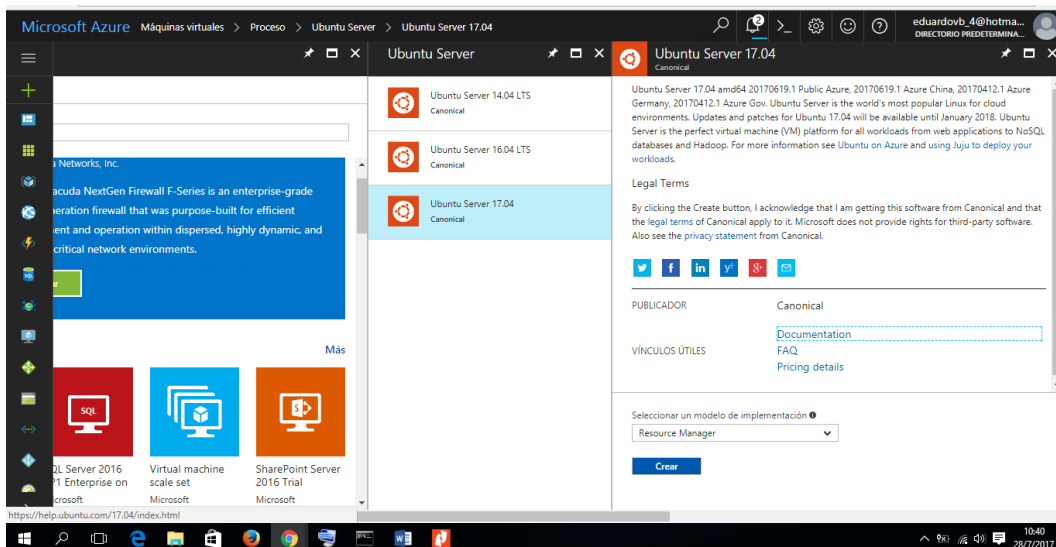 Microsoft Azure Máquinas virtuales > Proceso > Ubuntu Server > Ubuntu Server 17.04
2
eduardovb_4@hotma...
DIRECTORIO PREDETERMINA...
a Networks, Inc.
acuda NextGen Firewall F-Series is an enterprise-grade
eration firewall that was purpose-built for efficient
ent and operation within dispersed, highly dynamic, and
critical network environments.
Más
SQL
QL Server 2016
P1 Enterprise on
icrosoft
Virtual machine
scale set
Microsoft
S
SharePoint Server
2016 Trial
Microsoft
https://help.ubuntu.com/17.04/index.html
Ubuntu Server
Ubuntu Server 14.04 LTS
Canonical
Ubuntu Server 16.04 LTS
Canonical
Ubuntu Server 17.04
Canonical
Ubuntu Server 17.04
Canonical
Ubuntu Server 17.04 amd64 20170619.1 Public Azure, 20170619.1 Azure China, 20170412.1 Azure
Germany, 20170412.1 Azure Gov. Ubuntu Server is the world's most popular Linux for cloud
environments. Updates and patches for Ubuntu 17.04 will be available until January 2018. Ubuntu
Server is the perfect virtual machine (VM) platform for all workloads from web applications to NoSQL
databases and Hadoop. For more information see Ubuntu on Azure and using Juju to deploy your
workloads.
Legal Terms
By clicking the Create button, I acknowledge that I am getting this software from Canonical and that
the legal terms of Canonical apply to it. Microsoft does not provide rights for third-party software.
Also see the privacy statement from Canonical.
PUBLICADOR Canonical
VÍNCULOS ÚTILES
Documentation
FAQ
Pricing details
Seleccionar un modelo de implementación
Resource Manager
Crear
10:40
28/7/2017